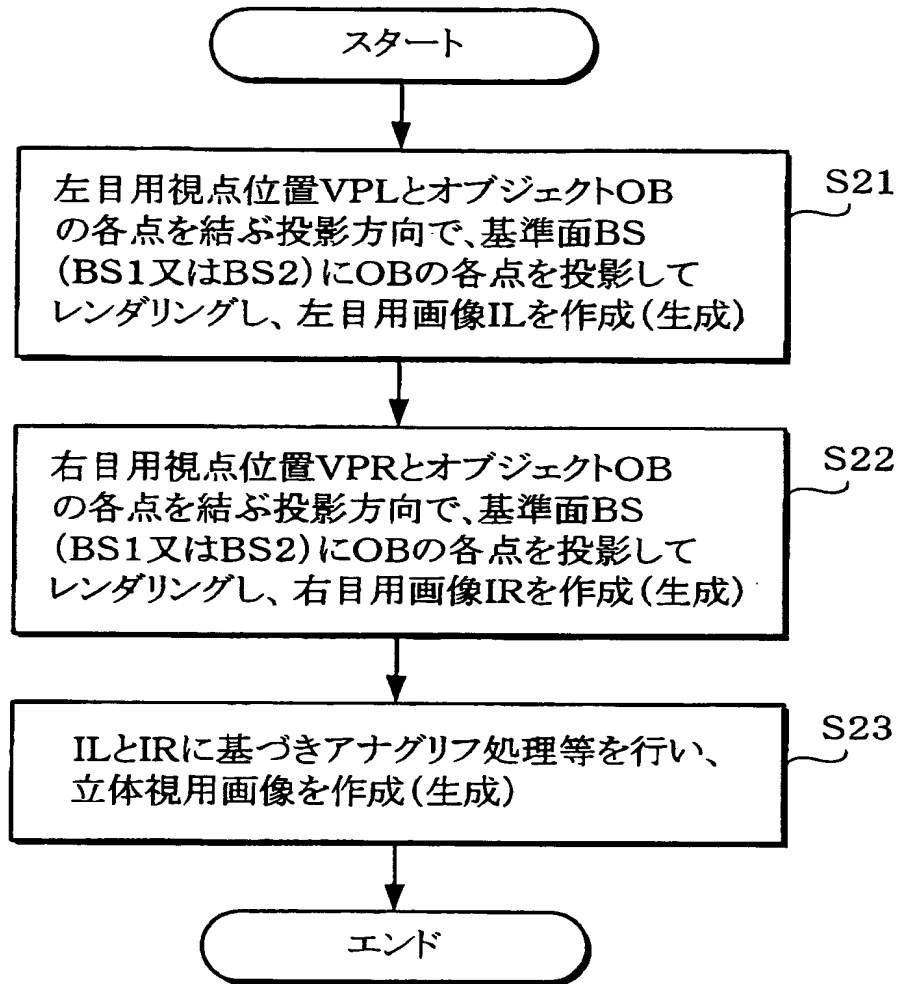 スタート
左目用視点位置VPLとオブジェクトOB
の各点を結ぶ投影方向で、基準面BS
(BS1又はBS2)にOBの各点を投影して
レンダリングし、左目用画像ILを作成(生成)
S21
右目用視点位置VPRとオブジェクトOB
の各点を結ぶ投影方向で、基準面BS
(BS1又はBS2)にOBの各点を投影して
レンダリングし、右目用画像IRを作成(生成)
S22
ILとIRに基づきアナグリフ処理等を行い、
立体視用画像を作成(生成)
S23
エンド